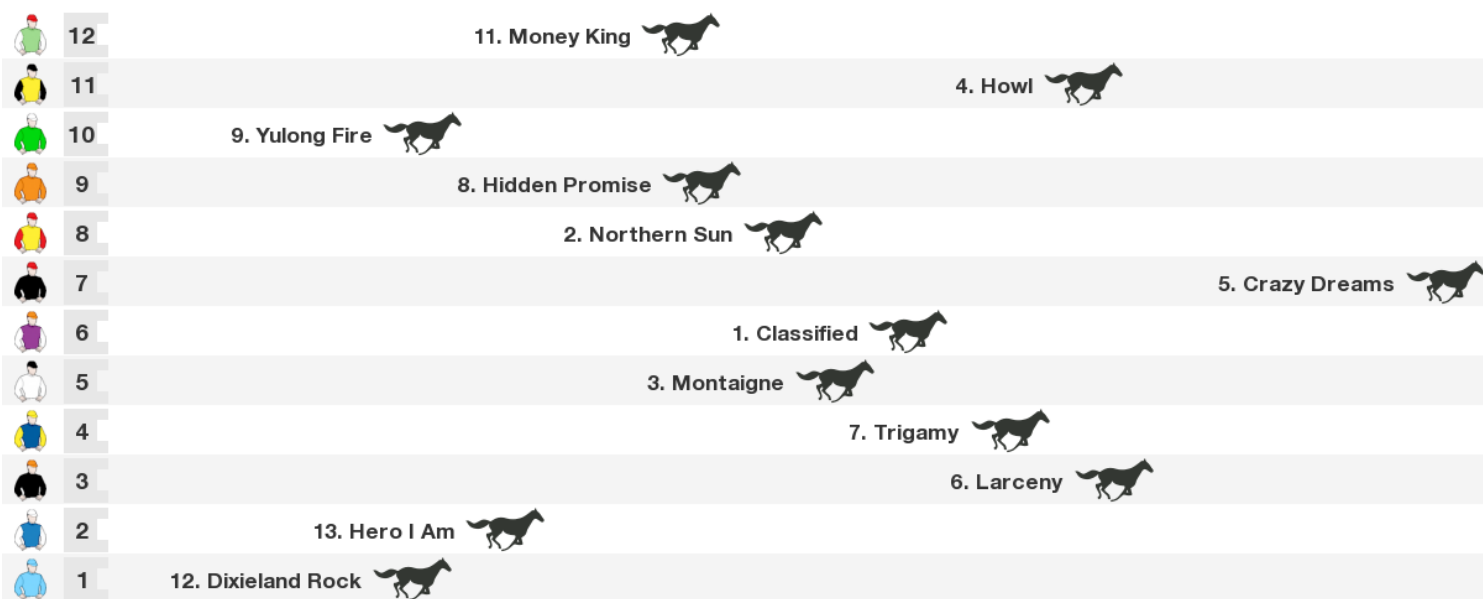 12 11. Money King
11 4. Howl
10 9. Yulong Fire
9 8. Hidden Promise
8 2. Northern Sun
7 5. Crazy Dreams
6 1. Classified
5 3. Montaigne
4 7. Trigamy
3 6. Larceny
2 13. Hero I Am
1 12. Dixieland Rock